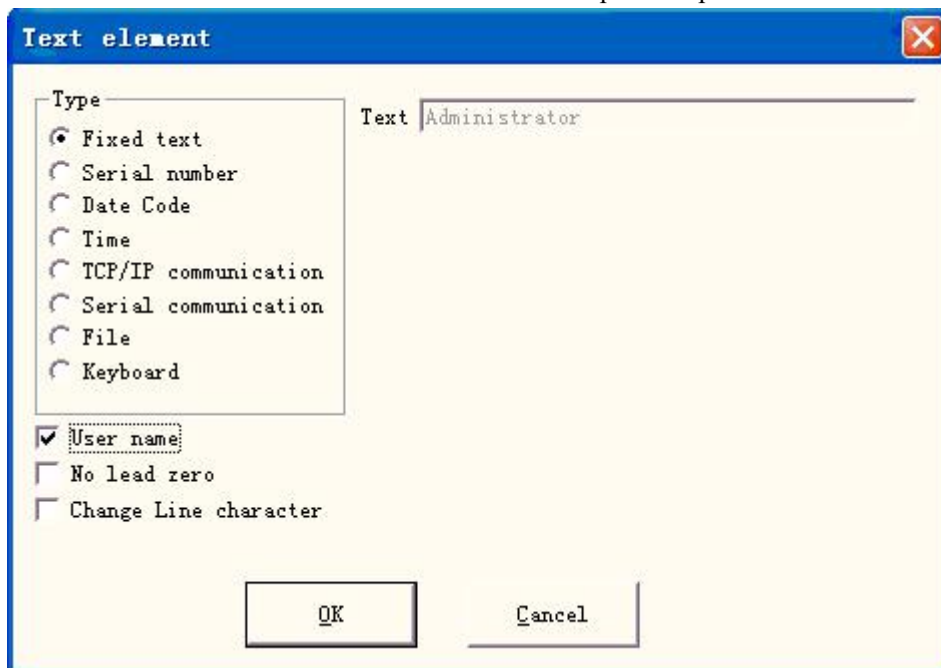 Text element
Type
Fixed text
Serial number
Date Code
Time
TCP/IP communication
Serial communication
File
Keyboard
Text Administrator
User name
No lead zero
Change Line character
OK
Cancel